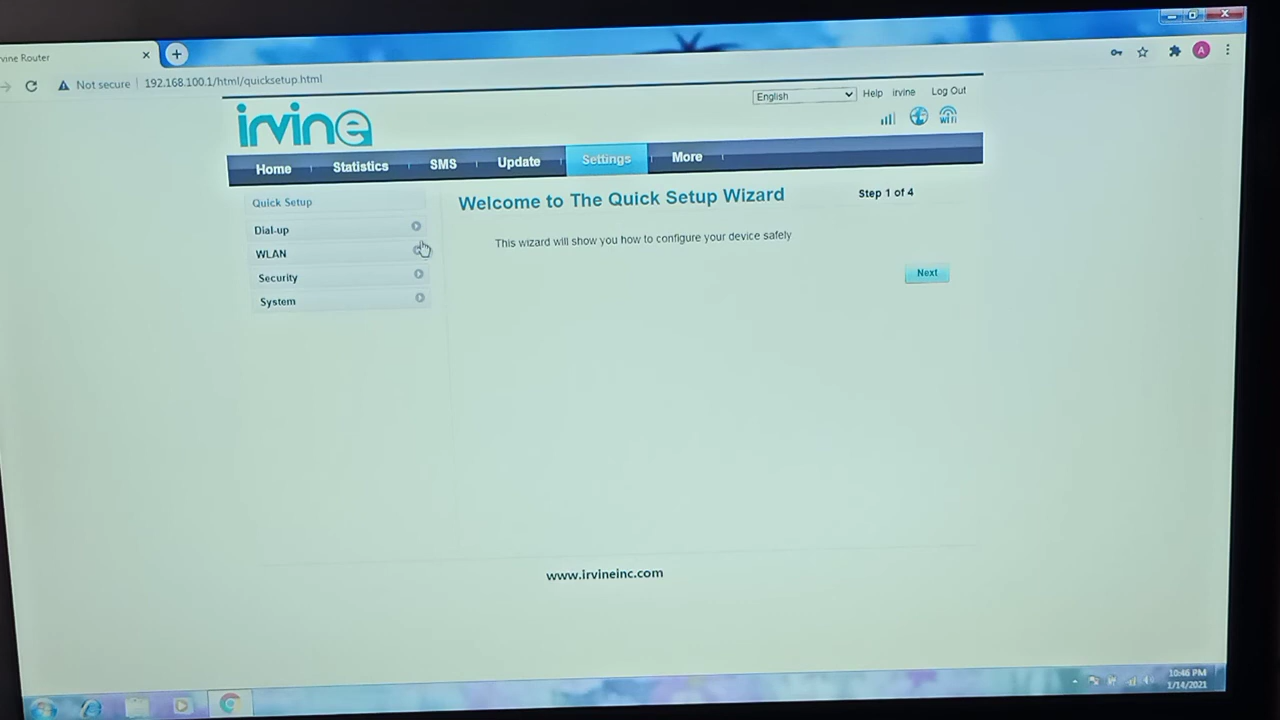 Router
Not secure
192.168.100.1/html/quicksetup.html
A
irvine
English
Help
irvine
Log Out
WiFi
Home
Statistics
SMS
Update
Settings
More
Quick Setup
Dial-up
WLAN
Security
System
Welcome to The Quick Setup Wizard
Step 1 of 4
This wizard will show you how to configure your device safely
Next
www.irvineinc.com
10:46 PM
1/14/2021